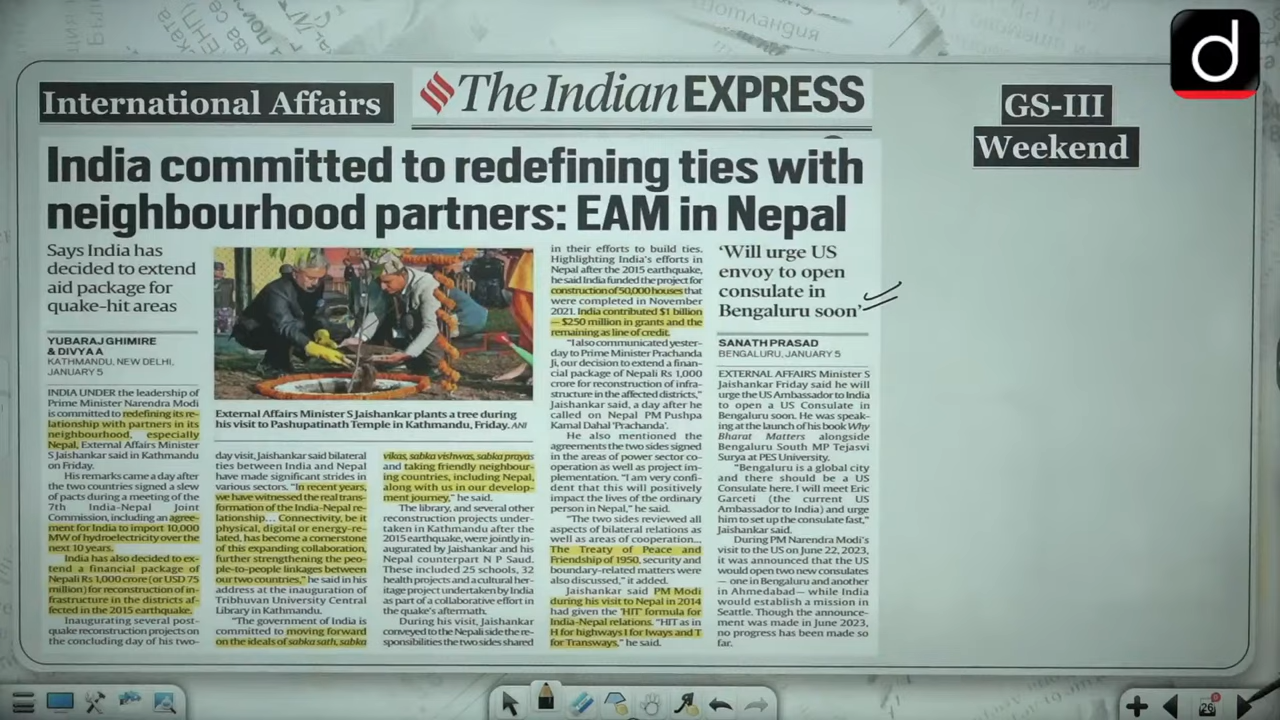 International Affairs
The Indian EXPRESS
GS-III
Weekend
India committed to redefining ties with
neighbourhood partners: EAM in Nepal
Says India has
decided to extend
aid package for
quake-hit areas
YUBARAJ GHIMIRE
& DIVYA A
KATHMANDU, NEW DELHI,
JANUARY 5
INDIA UNDER the leadership of
Prime Minister Narendra Modi
is committed to redefining its re-
lationship with partners in its
neighbourhood, especially
Nepal, External Affairs Minister
S Jaishankar said in Kathmandu
on Friday.
His remarks came a day after
the two countries signed a slew
of pacts during a meeting of the
7th India-Nepal Joint
Commission, including an agree-
ment for India to import 10,000
MW of hydroelectricity over the
next 10 years.
India has also decided to ex-
tend a financial package of
Nepali Rs 1,000 crore (or USD 75
million) for reconstruction of in-
frastructure in the districts af-
fected in the 2015 earthquake.
Inaugurating several post-
quake reconstruction projects on
the concluding day of his two-
External Affairs Minister S Jaishankar plants a tree during
his visit to Pashupatinath Temple in Kathmandu, Friday. ANI
day visit, Jaishankar said bilateral
ties between India and Nepal
have made significant strides in
various sectors. "In recent years,
we have witnessed the real trans-
formation of the India-Nepal re-
lationship... Connectivity, be it
physical, digital or energy-re-
lated, has become a cornerstone
of this expanding collaboration,
further strengthening the peo-
ple-to-people linkages between
our two countries," he said in his
address at the inauguration of
Tribhuvan University Central
Library in Kathmandu.
"The government of India is
committed to moving forward
on the ideals of sabka sath, sabka
vikas, sabka vishwas, sabka prayas
and taking friendly neighbour-
ing countries, including Nepal,
along with us in our develop-
ment journey," he said.
The library, and several other
reconstruction projects under-
taken in Kathmandu after the
2015 earthquake, were jointly in-
augurated by Jaishankar and his
Nepal counterpart N P Saud.
These included 25 schools, 32
health projects and a cultural her-
itage project undertaken by India
as part of a collaborative effort in
the quake's aftermath.
During his visit, Jaishankar
conveyed to the Nepali side the re-
sponsibilities the two sides shared
in their efforts to build ties.
Highlighting India's efforts in
Nepal after the 2015 earthquake,
he said India funded the project for
construction of 50,000 houses that
were completed in November
2021. India contributed $1 billion
— $250 million in grants and the
remaining as line of credit.
"I also communicated yester-
day to Prime Minister Prachanda
Ji, our decision to extend a finan-
cial package of Nepali Rs 1,000
crore for reconstruction of infra-
structure in the affected districts,"
Jaishankar said, a day after he
called on Nepal PM Pushpa
Kamal Dahal 'Prachanda'.
He also mentioned the
agreements the two sides signed
in the areas of power sector co-
operation as well as project im-
plementation. "I am very confi-
dent that this will positively
impact the lives of the ordinary
person in Nepal," he said.
"The two sides reviewed all
aspects of bilateral relations as
well as areas of cooperation...
The Treaty of Peace and
Friendship of 1950, security and
boundary-related matters were
also discussed," it added.
Jaishankar said PM Modi
during his visit to Nepal in 2014
had given the 'HIT' formula for
India-Nepal relations. "HIT as in
H for highways I for Iways and T
for Transways," he said.
'Will urge US
envoy to open
consulate in
Bengaluru soon'
SANATH PRASAD
BENGALURU, JANUARY 5
EXTERNAL AFFAIRS Minister S
Jaishankar Friday said he will
urge the US Ambassador to India
to open a US Consulate in
Bengaluru soon. He was speak-
ing at the launch of his book Why
Bharat Matters alongside
Bengaluru South MP Tejasvi
Surya at PES University.
"Bengaluru is a global city
and there should be a US
Consulate here. I will meet Eric
Garceti (the current US
Ambassador to India) and urge
him to set up the consulate fast,"
Jaishankar said.
During PM Narendra Modi's
visit to the US on June 22, 2023,
it was announced that the US
would open two new consulates
— one in Bengaluru and another
in Ahmedabad— while India
would establish a mission in
Seattle. Though the announce-
ment was made in June 2023,
no progress has been made so
far.
26